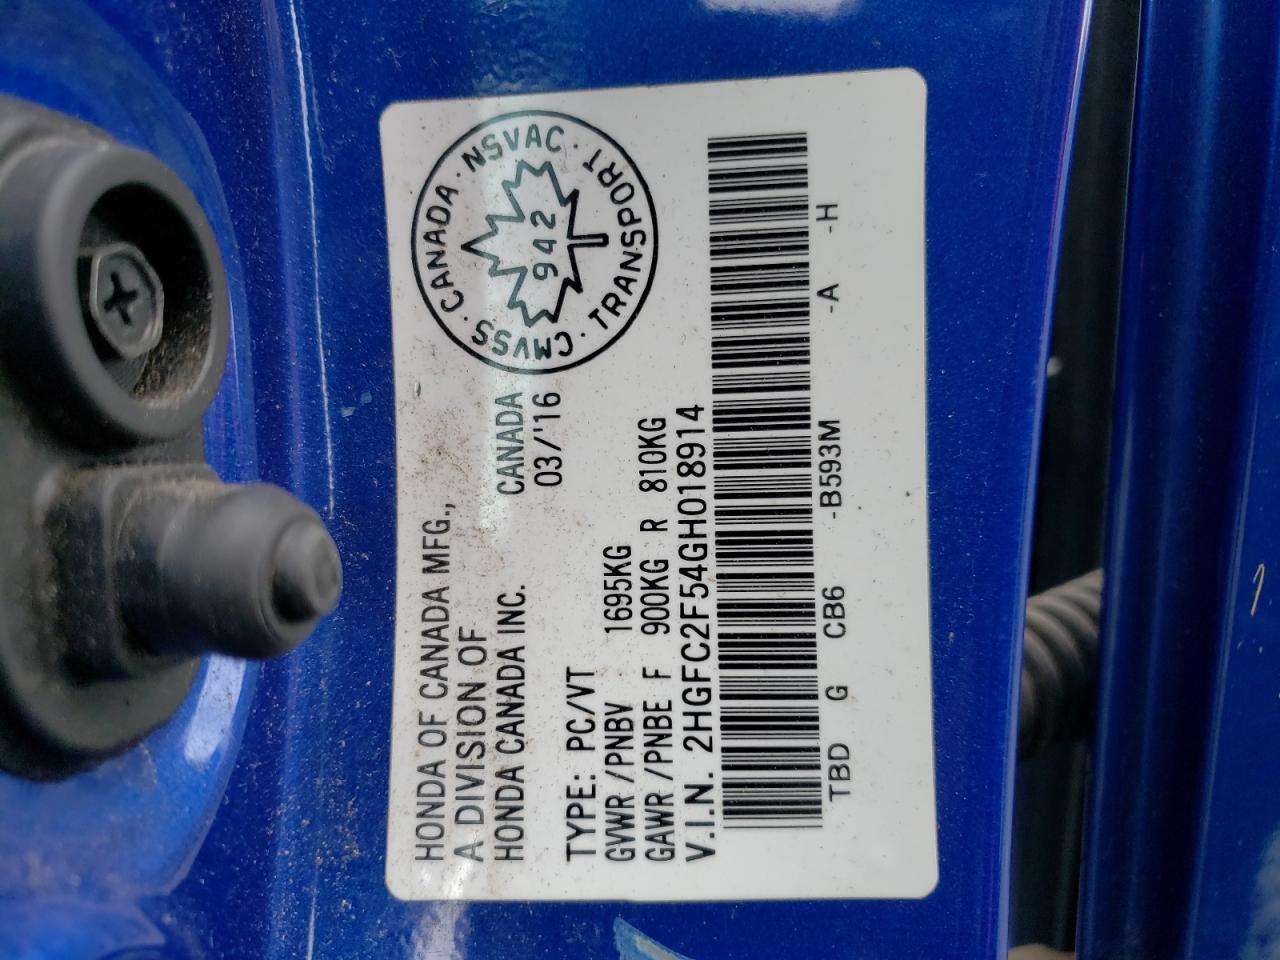 HONDA OF CANADA MFG.,
A DIVISION OF
HONDA CANADA INC.
CANADA
03/'16
CMVSS · CANADA · NSVAC · TRANSPORT · TRANSPORT
942
TYPE: PC/VT
GVWR/PNBV 1695KG
GAWR/PNBE F 900KG R 810KG
V.I.N. 2HGFC2F54GH018914
TBD G CB6 -B593M -A -H